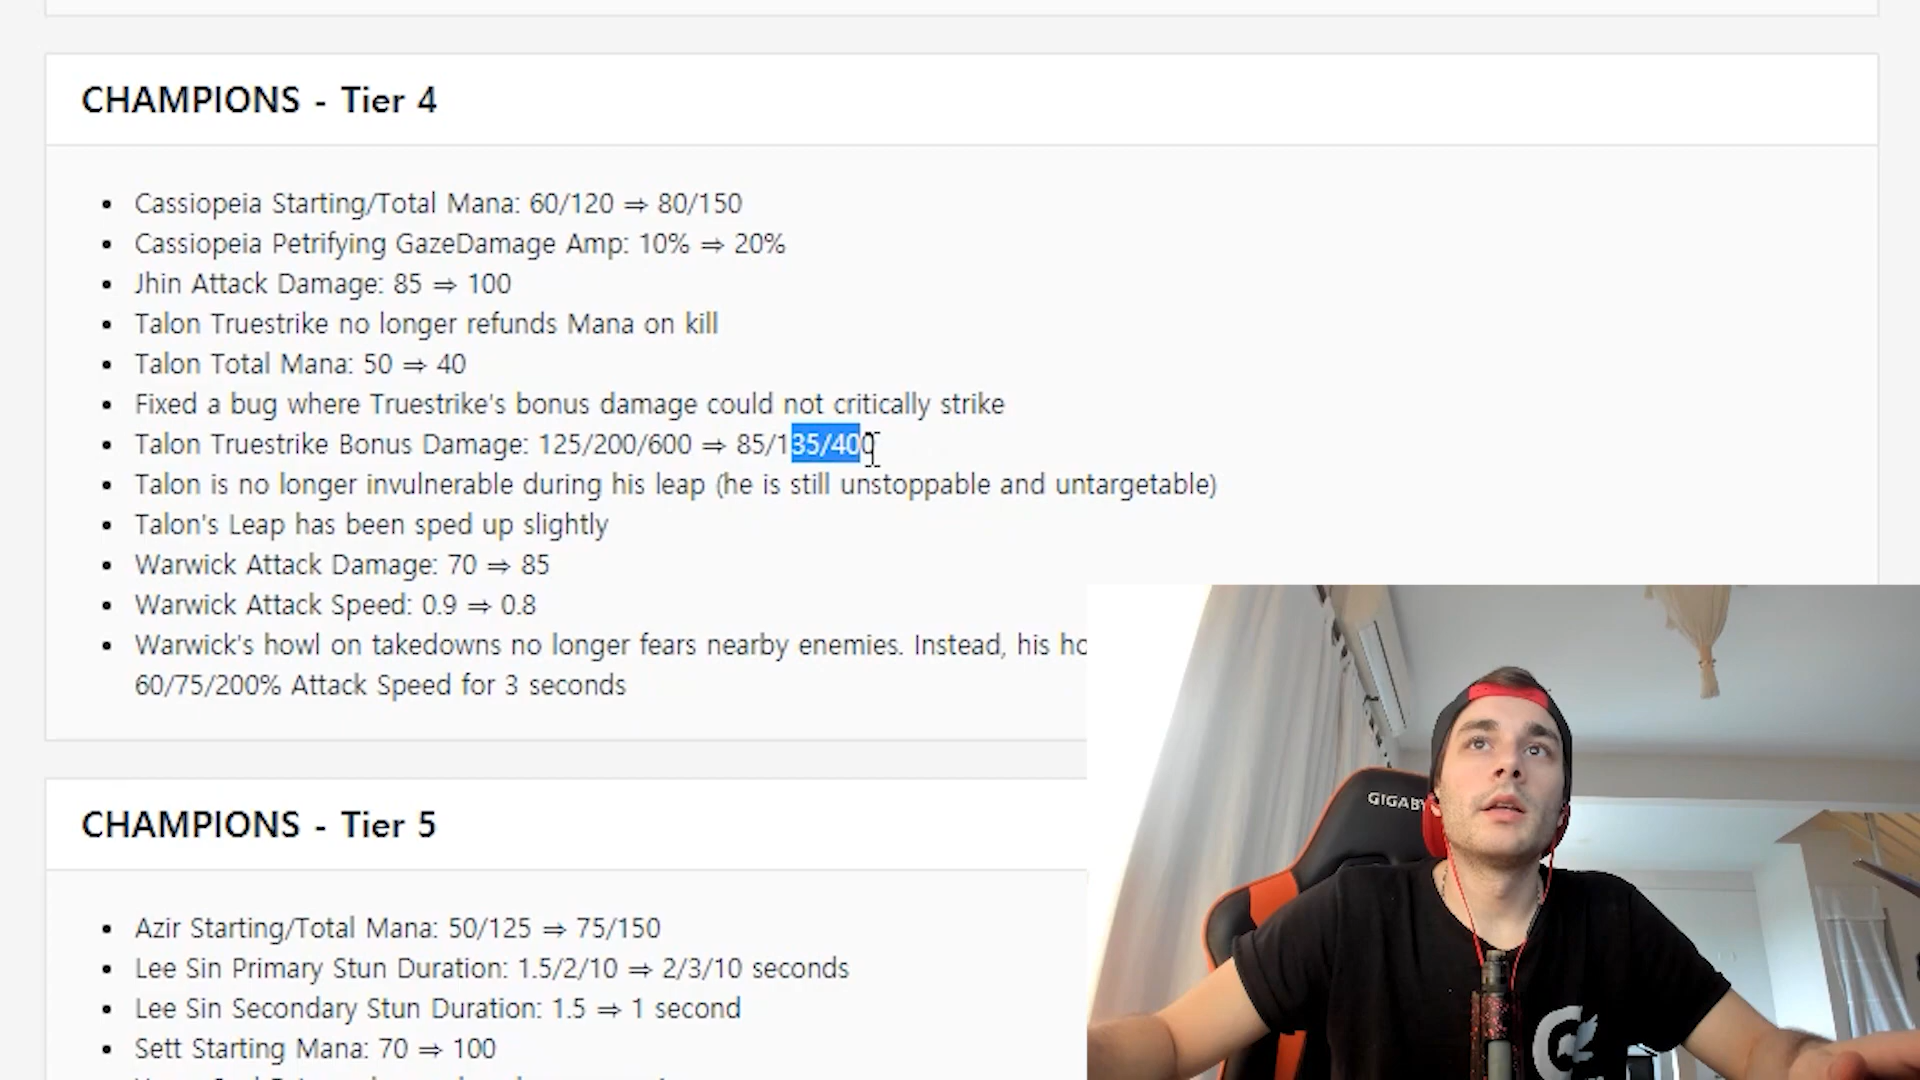 CHAMPIONS - Tier 4
• Cassiopeia Starting/Total Mana: 60/120 ⇒ 80/150
• Cassiopeia Petrifying GazeDamage Amp: 10% ⇒ 20%
• Jhin Attack Damage: 85 ⇒ 100
• Talon Truestrike no longer refunds Mana on kill
• Talon Total Mana: 50 ⇒ 40
• Fixed a bug where Truestrike's bonus damage could not critically strike
• Talon Truestrike Bonus Damage: 125/200/600 ⇒ 85/135/400
• Talon is no longer invulnerable during his leap (he is still unstoppable and untargetable)
• Talon's Leap has been sped up slightly
• Warwick Attack Damage: 70 ⇒ 85
• Warwick Attack Speed: 0.9 ⇒ 0.8
• Warwick's howl on takedowns no longer fears nearby enemies. Instead, his
60/75/200% Attack Speed for 3 seconds
CHAMPIONS - Tier 5
• Azir Starting/Total Mana: 50/125 ⇒ 75/150
• Lee Sin Primary Stun Duration: 1.5/2/10 ⇒ 2/3/10 seconds
• Lee Sin Secondary Stun Duration: 1.5 ⇒ 1 second
• Sett Starting Mana: 70 ⇒ 100
GIGABY